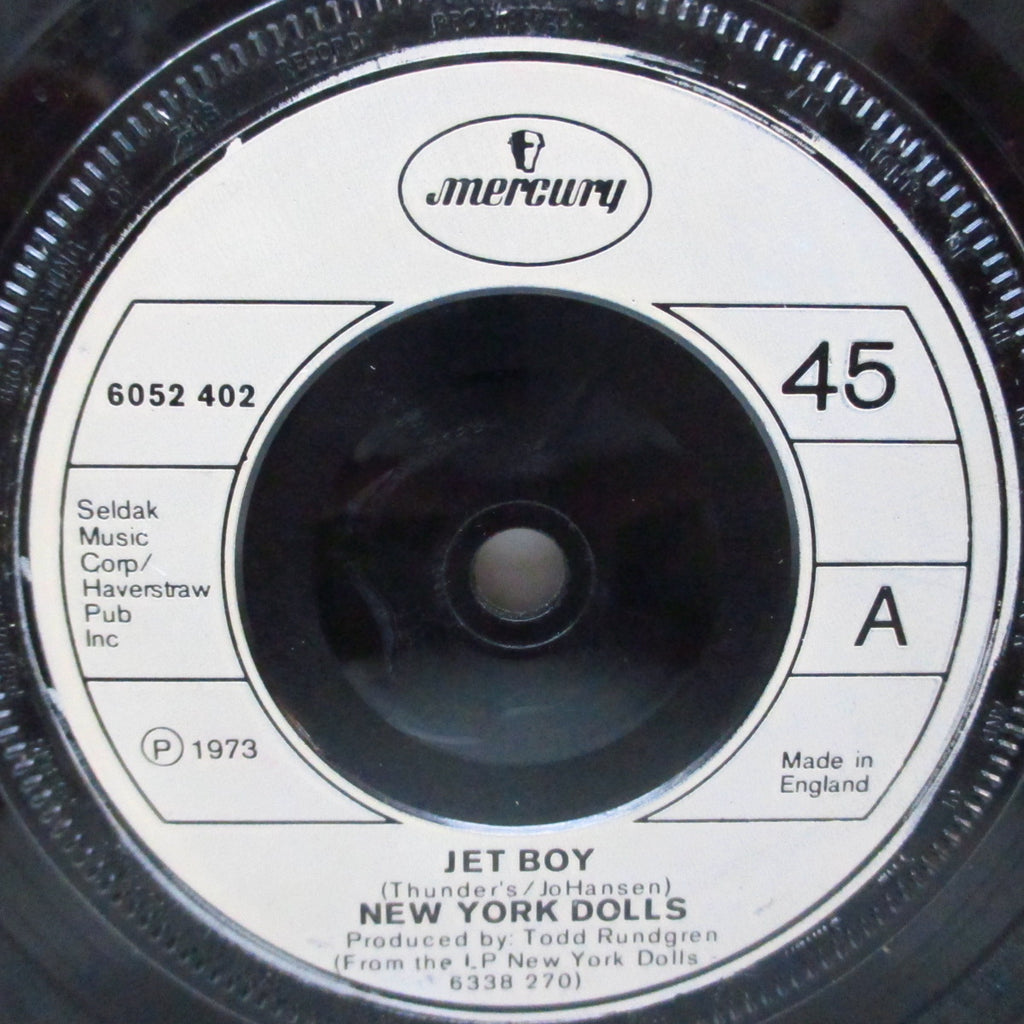 mercury
6052 402
45
Seldak
Music
Corp/
Haverstraw
Pub
Inc
A
Ⓟ 1973
Made in
England
JET BOY
(Thunder's/JoHansen)
NEW YORK DOLLS
Produced by: Todd Rundgren
(From the LP New York Dolls -
6338 270)